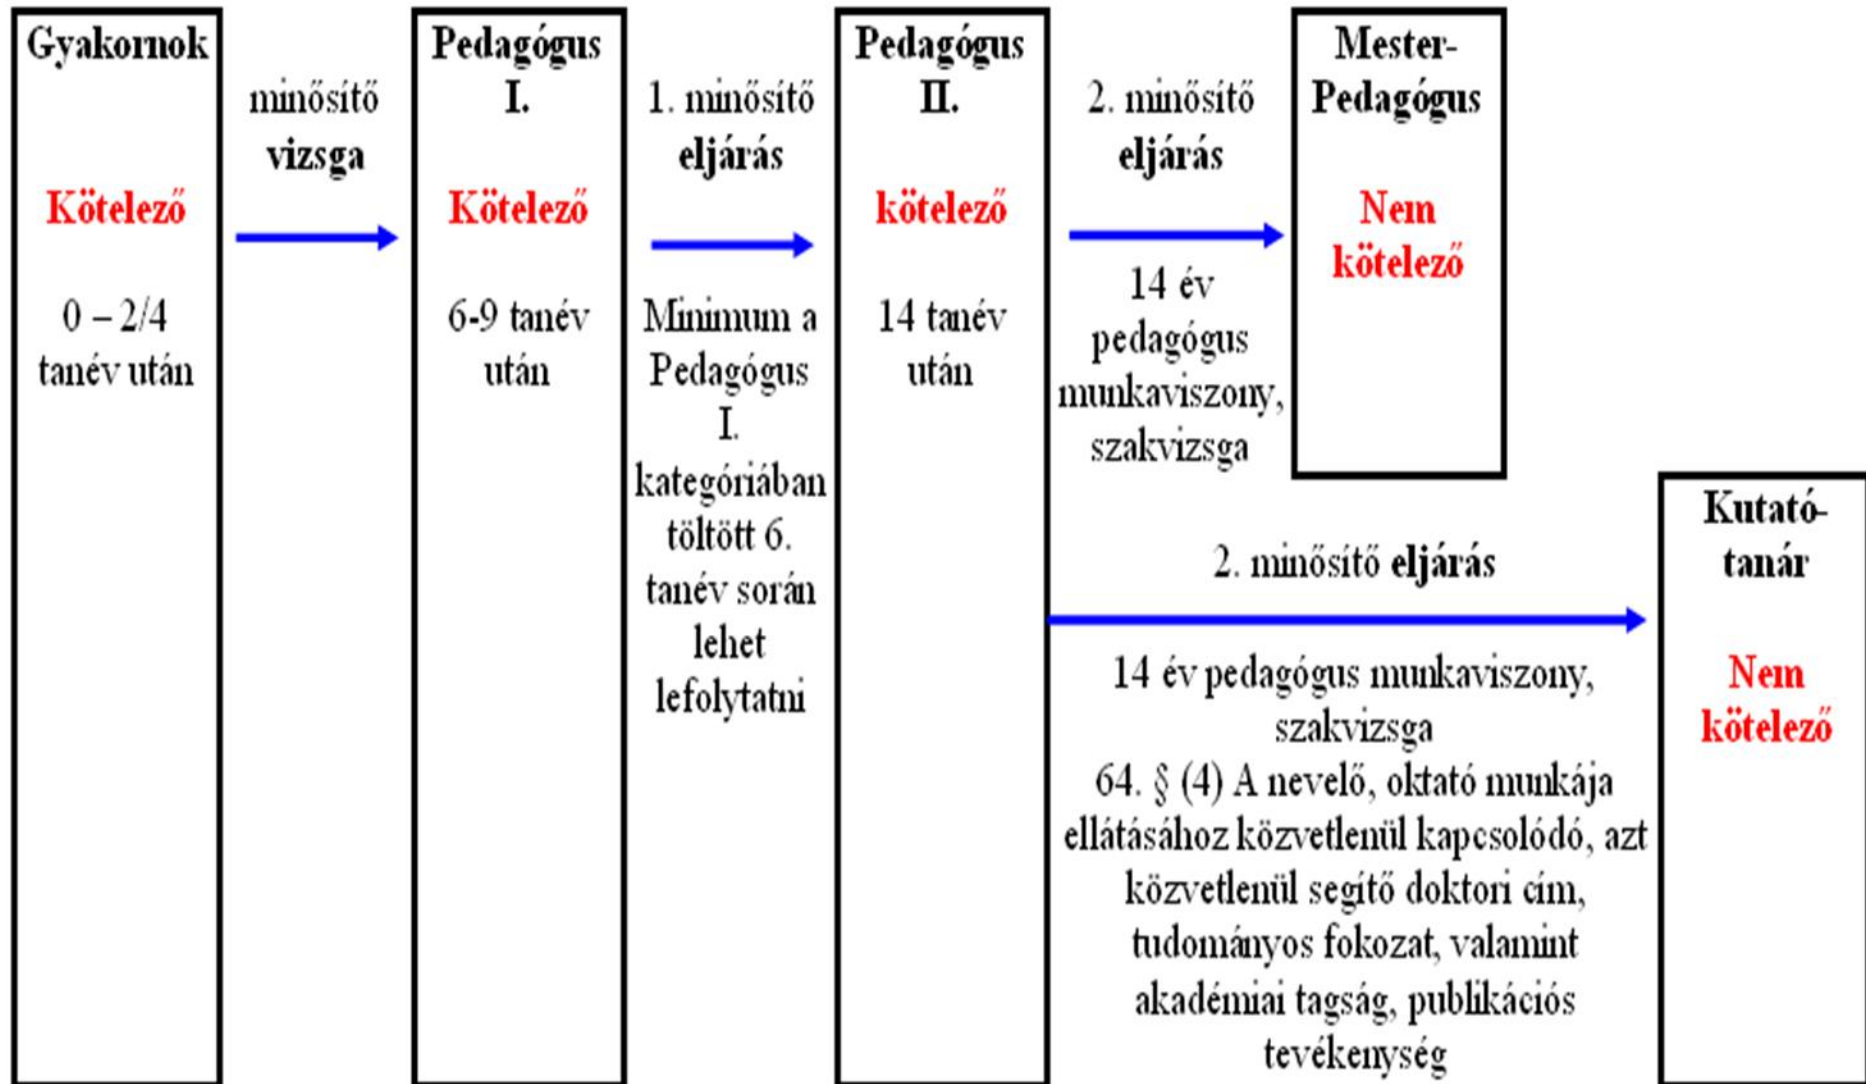 Gyakornok
Kötelező
0 – 2/4
tanév után
minősítő
vizsga
Pedagógus
I.
Kötelező
6-9 tanév
után
1. minősítő
eljárás
Minimum a
Pedagógus
I.
kategóriában
töltött 6.
tanév során
lehet
lefolytatni
Pedagógus
II.
kötelező
14 tanév
után
2. minősítő
eljárás
14 év
pedagógus
munkaviszony,
szakvizsga
Mester-
Pedagógus
Nem
kötelező
2. minősítő eljárás
14 év pedagógus munkaviszony,
szakvizsga
64. § (4) A nevelő, oktató munkája
ellátásához közvetlenül kapcsolódó, azt
közvetlenül segítő doktori cím,
tudományos fokozat, valamint
akadémiai tagság, publikációs
tevékenység
Kutató-
tanár
Nem
kötelező